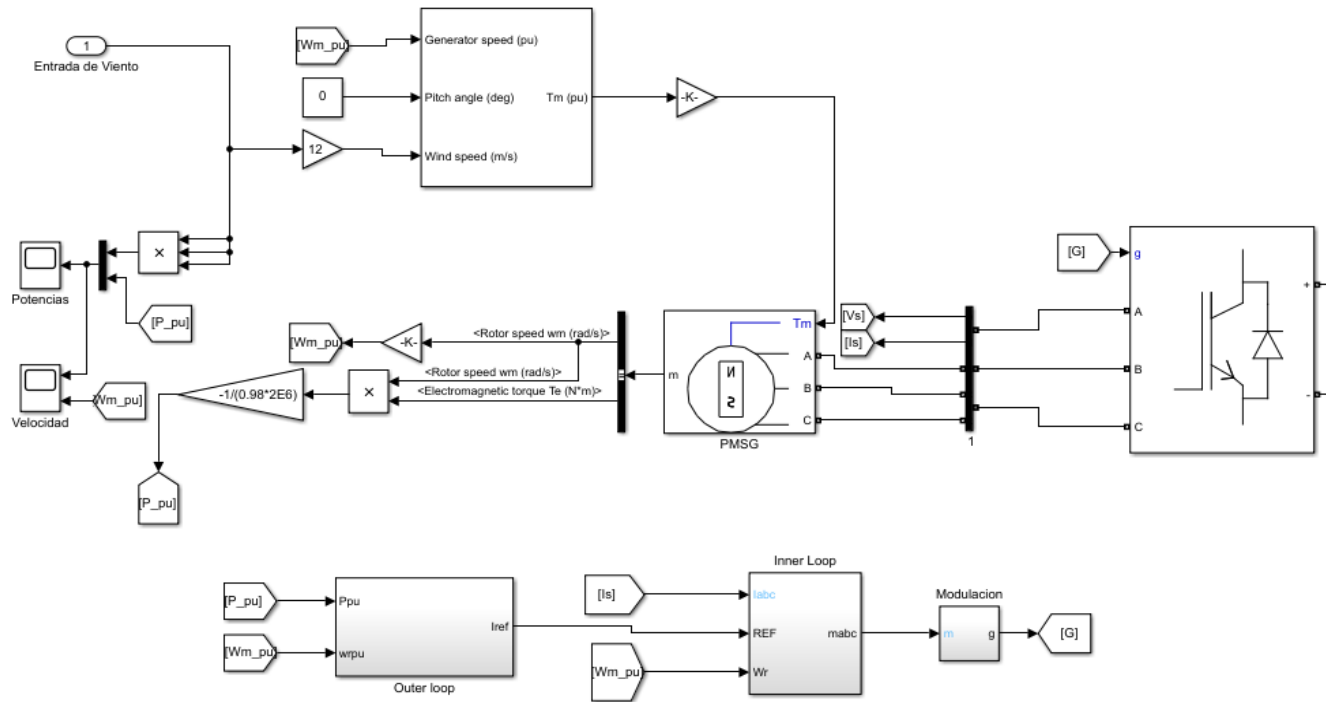 1
Entrada de Viento
[Wm_pu]
Generator speed (pu)
0
Pitch angle (deg)
Tm (pu)
-K-
12
Wind speed (m/s)
×
Potencias
[P_pu]
Velocidad
[Wm_pu]
[Wm_pu]
-K-
<Rotor speed wm (rad/s)>
<Rotor speed wm (rad/s)>
<Electromagnetic torque Te (N*m)>
-1/(0.98*2E6)
×
[P_pu]
m
Tm
N
S
A
B
C
PMSG
[Vs]
[Is]
1
[G]
g
A
B
C
+
-
[P_pu]
Ppu
[Wm_pu]
wrpu
Iref
Outer loop
Inner Loop
[Is]
Iabc
REF
[Wm_pu]
Wr
mabc
Modulacion
m
g
[G]